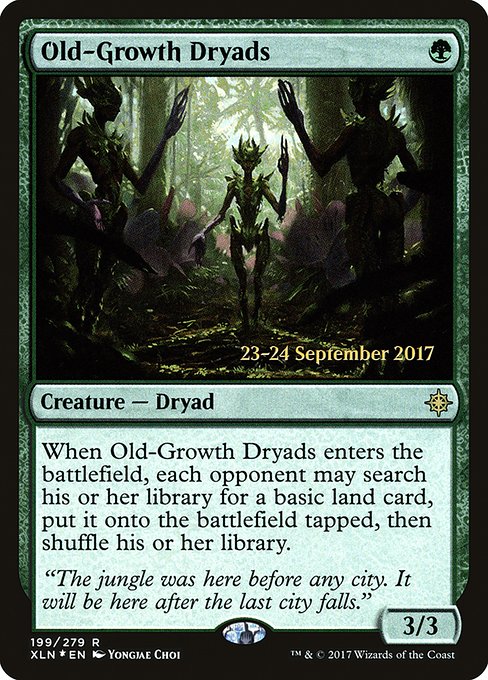 Old-Growth Dryads
23–24 September 2017
Creature — Dryad
When Old-Growth Dryads enters the
battlefield, each opponent may search
his or her library for a basic land card,
put it onto the battlefield tapped, then
shuffle his or her library.
“The jungle was here before any city. It
will be here after the last city falls.”
3/3
199/279 R
XLN ★ EN Yongjae Choi
™ & © 2017 Wizards of the Coast